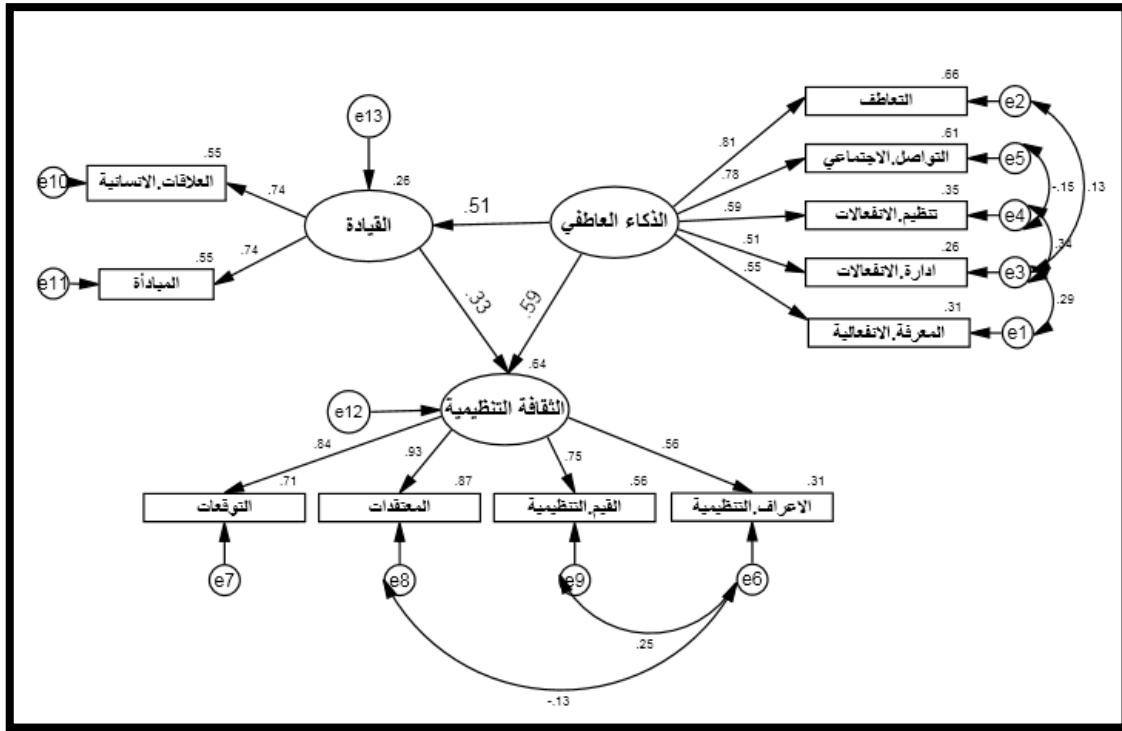 .66
التعاطف
e2
.81
.61
التواصل.الاجتماعي
e5
.78
-.15
.13
.35
تنظيم.الانفعالات
e4
.59
.34
.26
ادارة.الانفعالات
e3
.51
.29
.31
المعرفة.الانفعالية
e1
.55
الذكاء العاطفي
.51
e13
.26
القيادة
.55
العلاقات.الانسانية
e10
.74
.55
المبادأة
e11
.74
.33
.59
.64
الثقافة التنظيمية
e12
.84
.93
.75
.56
.71
التوقعات
.87
المعتقدات
.56
القيم.التنظيمية
.31
الاعراف.التنظيمية
e7
e8
e9
e6
.25
-.13